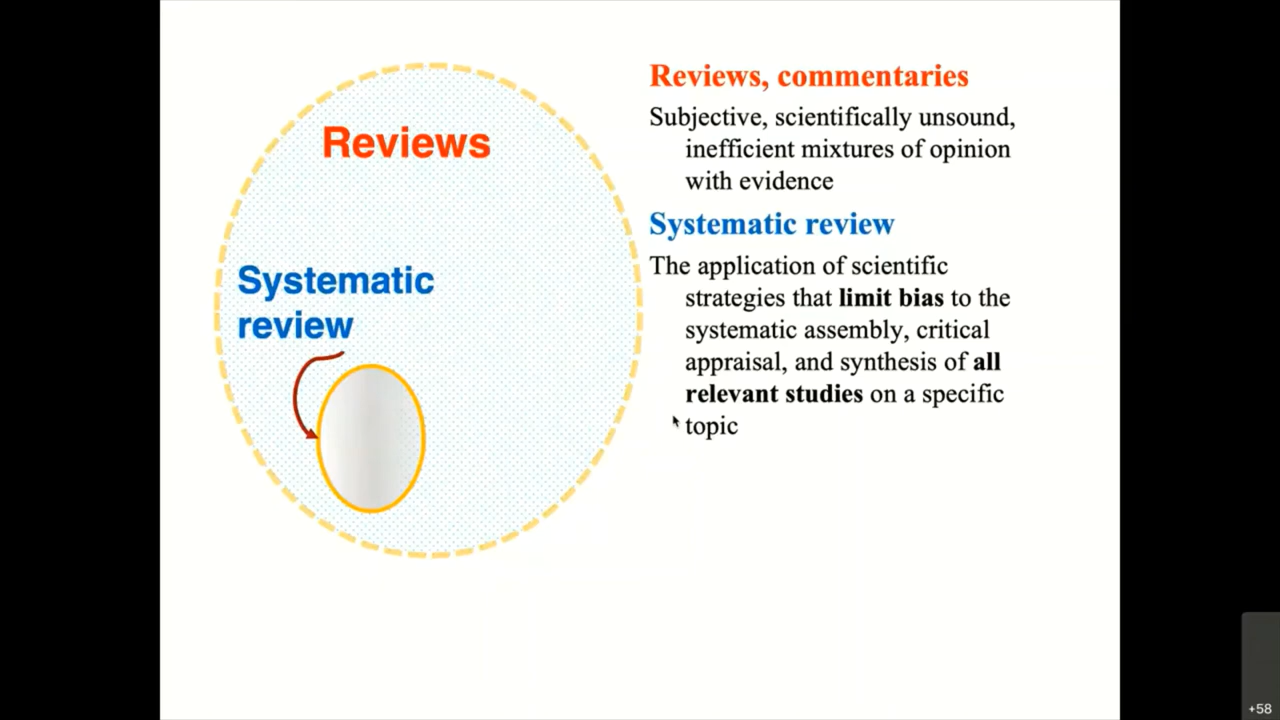 Reviews
Systematic
review
Reviews, commentaries
Subjective, scientifically unsound,
inefficient mixtures of opinion
with evidence
Systematic review
The application of scientific
strategies that limit bias to the
systematic assembly, critical
appraisal, and synthesis of all
relevant studies on a specific
topic
+58